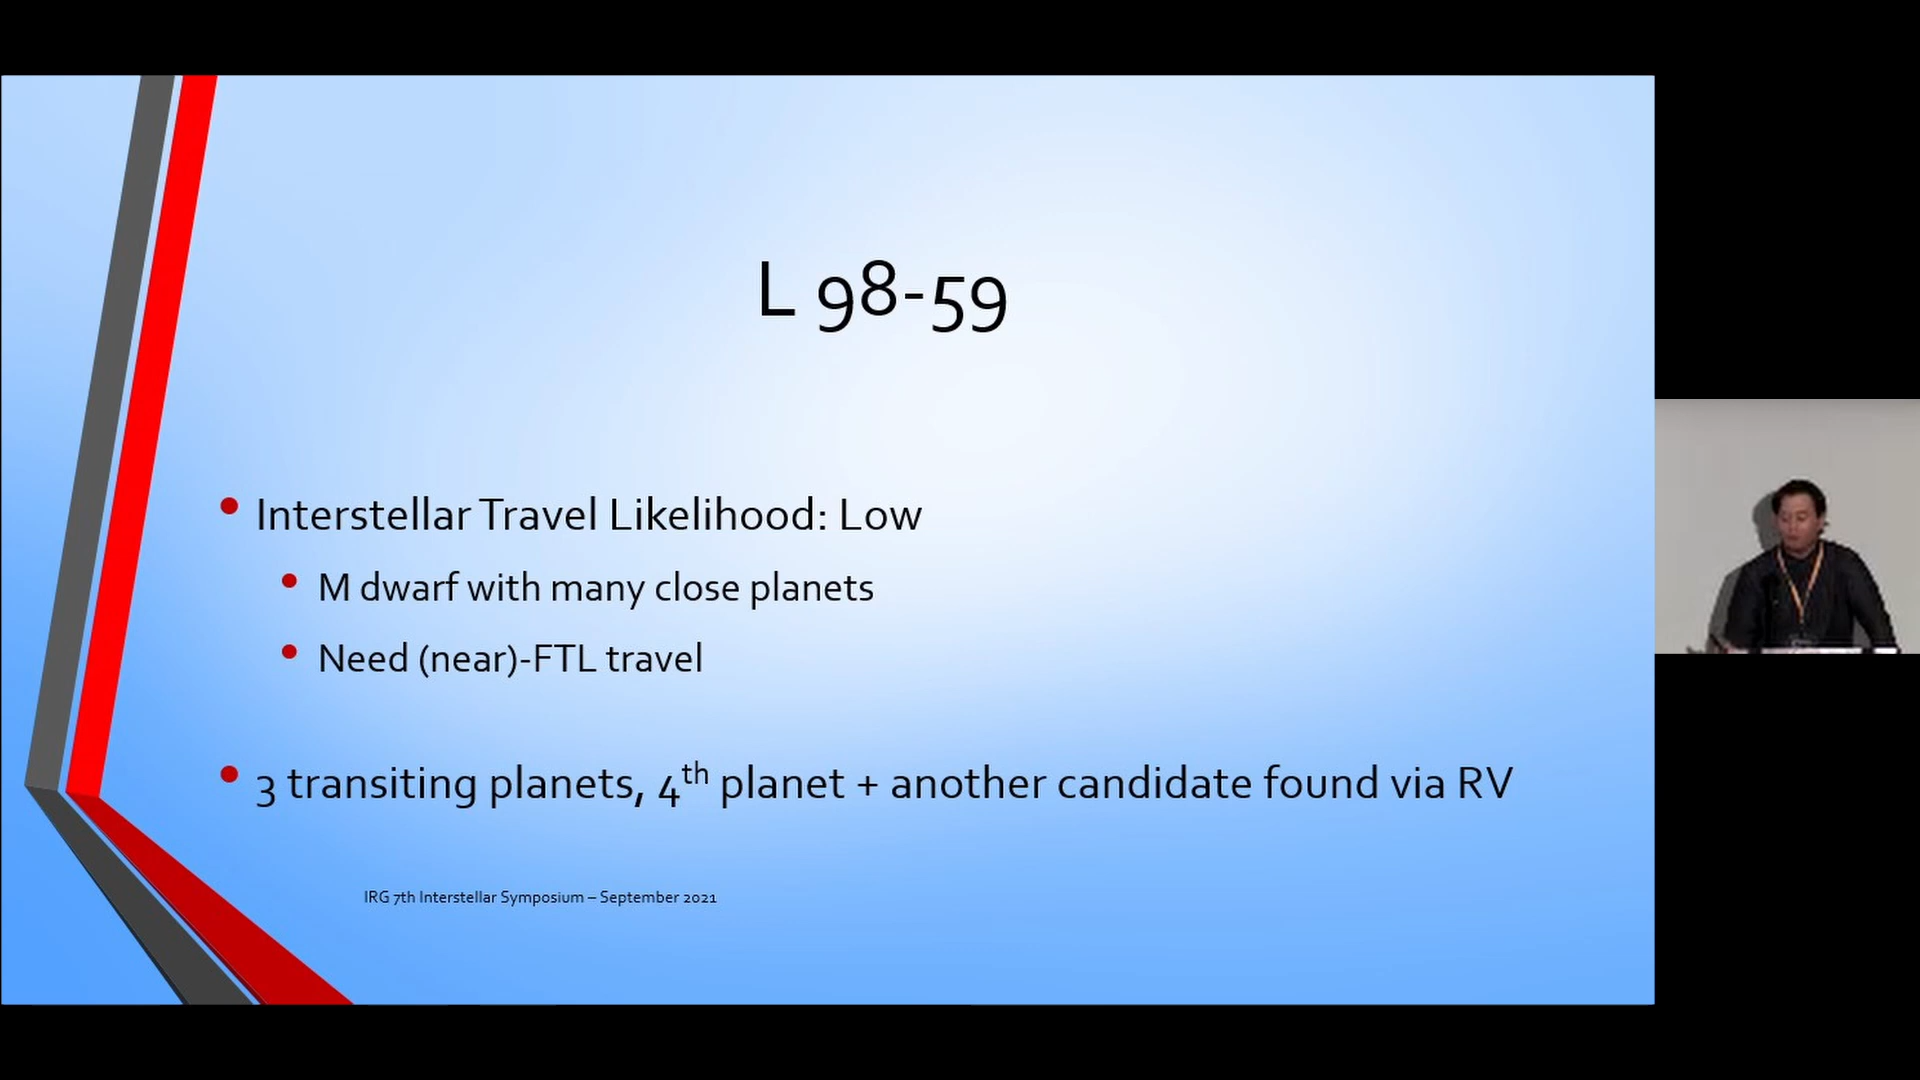 L 98-59
Interstellar Travel Likelihood: Low
M dwarf with many close planets
Need (near)-FTL travel
3 transiting planets, 4th planet + another candidate found via RV
IRG 7th Interstellar Symposium – September 2021